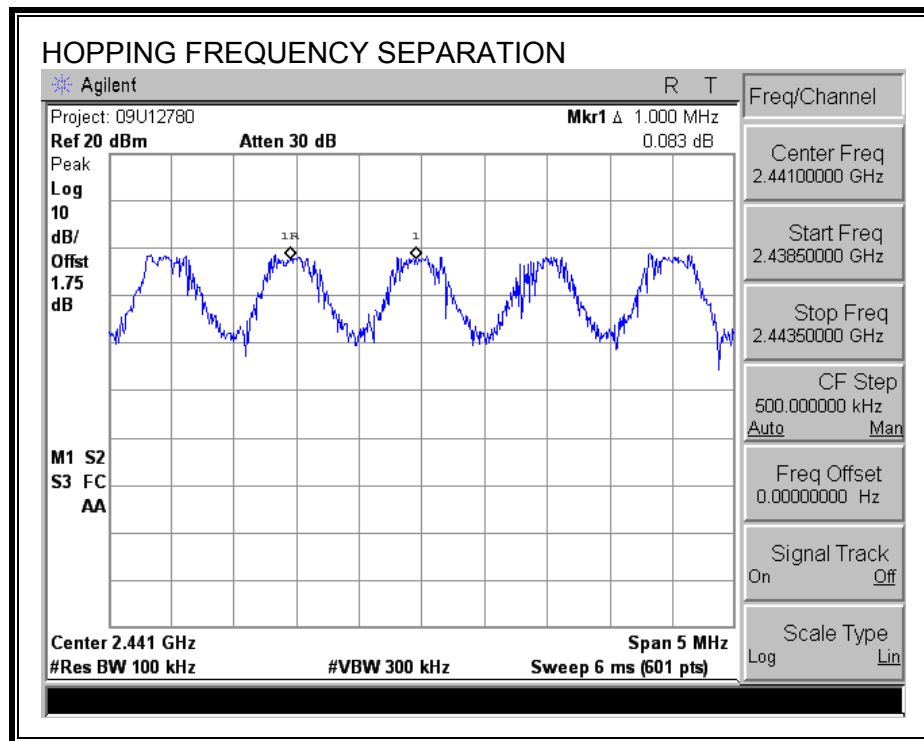 HOPPING FREQUENCY SEPARATION
Agilent R T
Project: 09U12780 Mkr1 Δ 1.000 MHz
Ref 20 dBm Atten 30 dB 0.083 dB
Peak
Log
10
dB/
Offst
1.75
dB
1R 1
M1 S2
S3 FC
AA
Center 2.441 GHz Span 5 MHz
#Res BW 100 kHz #VBW 300 kHz Sweep 6 ms (601 pts)
Freq/Channel
Center Freq
2.44100000 GHz
Start Freq
2.43850000 GHz
Stop Freq
2.44350000 GHz
CF Step
500.000000 kHz
Auto Man
Freq Offset
0.00000000 Hz
Signal Track
On Off
Scale Type
Log Lin